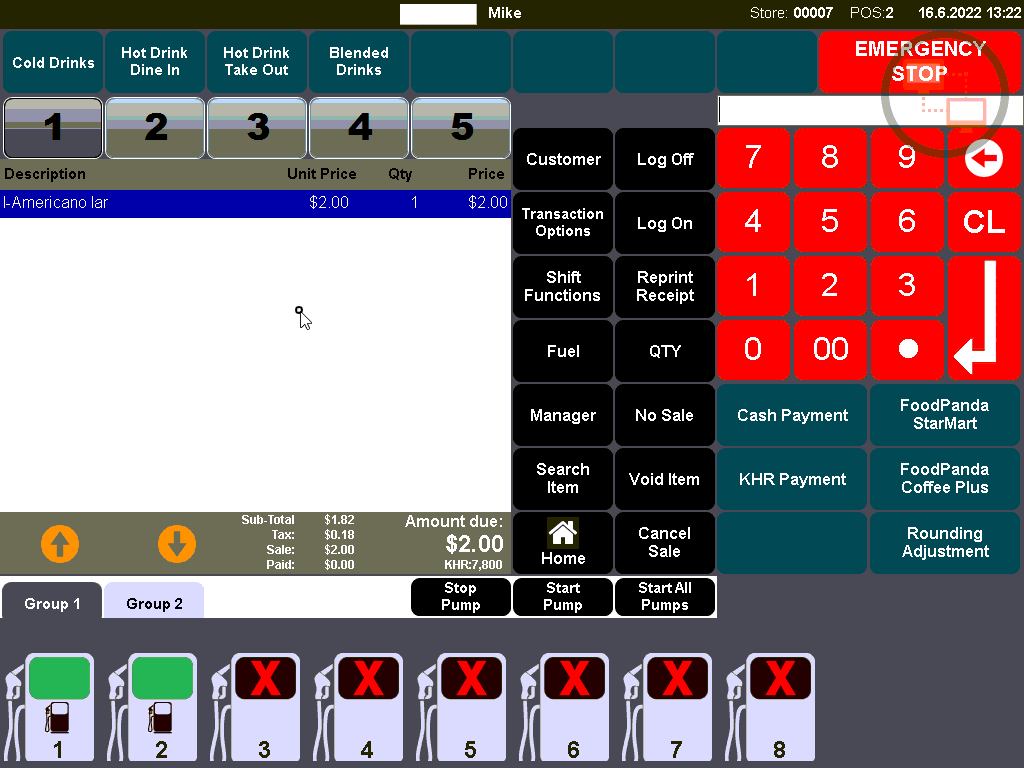 Mike
Store: 00007 POS:2 16.6.2022 13:22
Cold Drinks
Hot Drink
Dine In
Hot Drink
Take Out
Blended
Drinks
EMERGENCY
STOP
1 2 3 4 5
Description Unit Price Qty Price
I-Americano lar $2.00 1 $2.00
Customer
Log Off
Transaction
Options
Log On
Shift
Functions
Reprint
Receipt
Fuel
QTY
Manager
No Sale
Search
Item
Void Item
Home
Cancel
Sale
7 8 9
4 5 6 CL
1 2 3
0 00
Cash Payment
FoodPanda
StarMart
KHR Payment
FoodPanda
Coffee Plus
Rounding
Adjustment
Sub-Total $1.82
Tax: $0.18
Sale: $2.00
Paid: $0.00
Amount due:
$2.00
KHR:7,800
Group 1
Group 2
Stop
Pump
Start
Pump
Start All
Pumps
X X X X X X
1 2 3 4 5 6 7 8